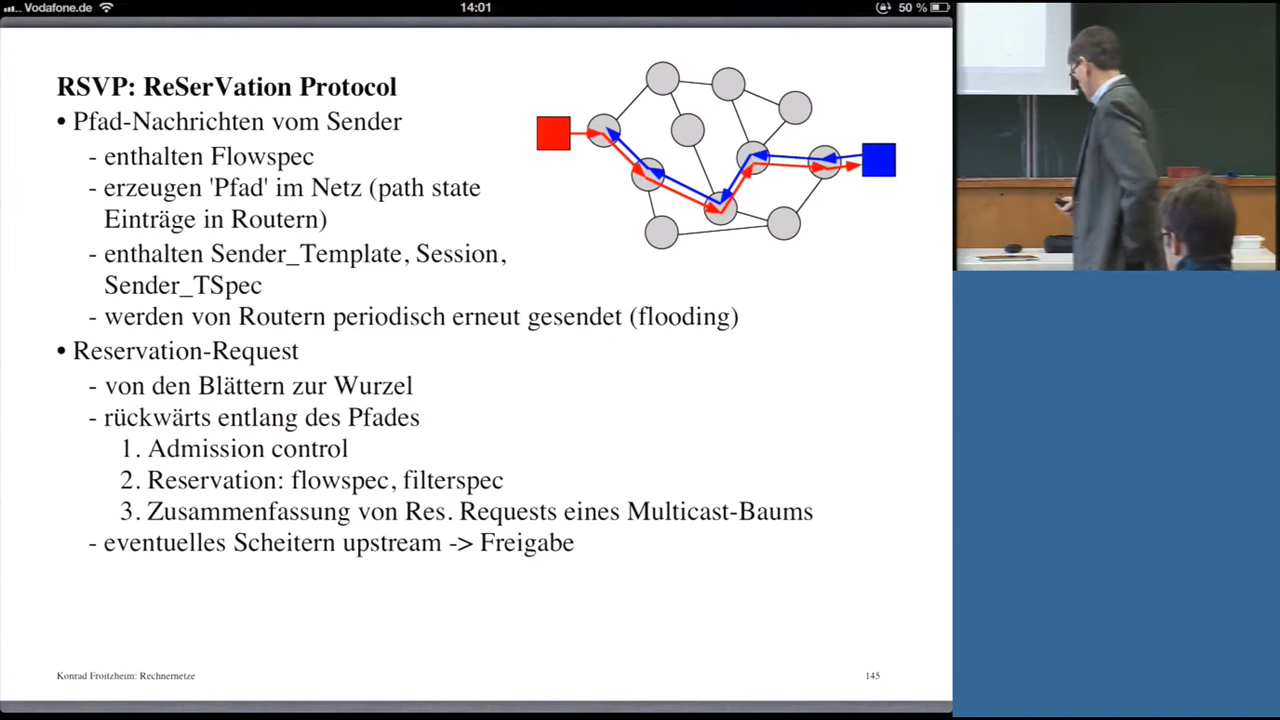 Vodafone.de 14:01 50 %
RSVP: ReSerVation Protocol
• Pfad-Nachrichten vom Sender
- enthalten Flowspec
- erzeugen 'Pfad' im Netz (path state
Einträge in Routern)
- enthalten Sender_Template, Session,
Sender_TSpec
- werden von Routern periodisch erneut gesendet (flooding)
• Reservation-Request
- von den Blättern zur Wurzel
- rückwärts entlang des Pfades
1. Admission control
2. Reservation: flowspec, filterspec
3. Zusammenfassung von Res. Requests eines Multicast-Baums
- eventuelles Scheitern upstream -> Freigabe
Konrad Froitzheim: Rechnernetze 145